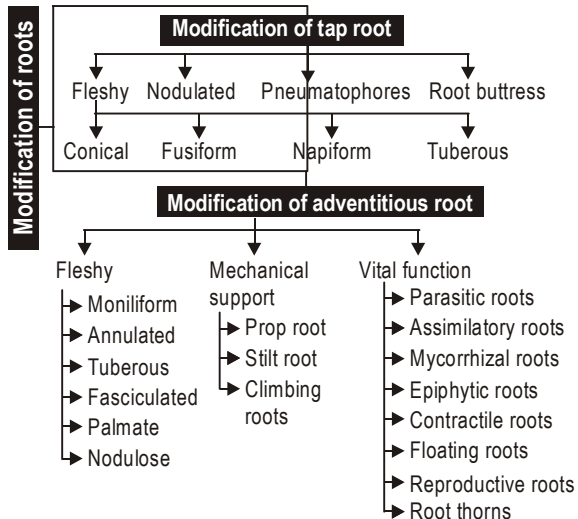 Modification of roots
Modification of tap root
Fleshy Nodulated Pneumatophores Root buttress
Conical Fusiform Napiform Tuberous
Modification of adventitious root
Fleshy
Moniliform
Annulated
Tuberous
Fasciculated
Palmate
Nodulose
Mechanical
support
Prop root
Stilt root
Climbing
roots
Vital function
Parasitic roots
Assimilatory roots
Mycorrhizal roots
Epiphytic roots
Contractile roots
Floating roots
Reproductive roots
Root thorns